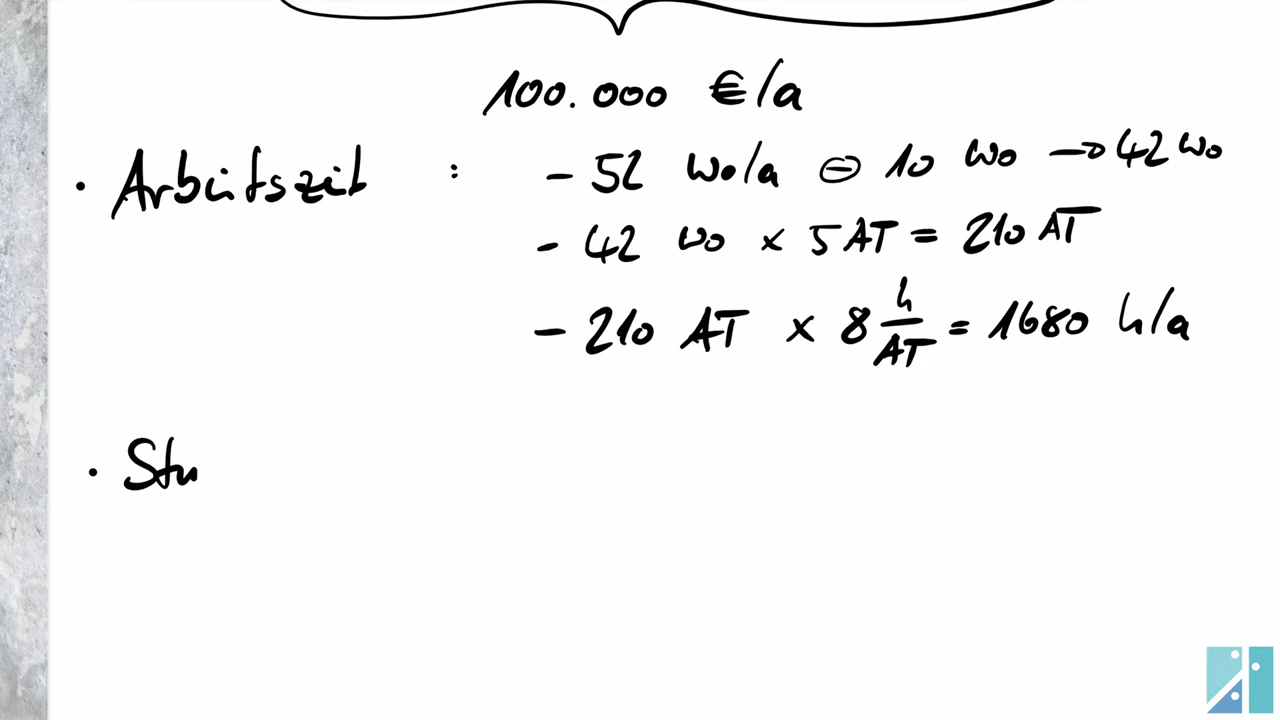 100.000 €/a
· Arbeitszeit : - 52 Wo/a ⊖ 10 Wo → 42 Wo
- 42 Wo × 5 AT = 210 AT
- 210 AT × 8 h/AT = 1680 h/a
· Stu